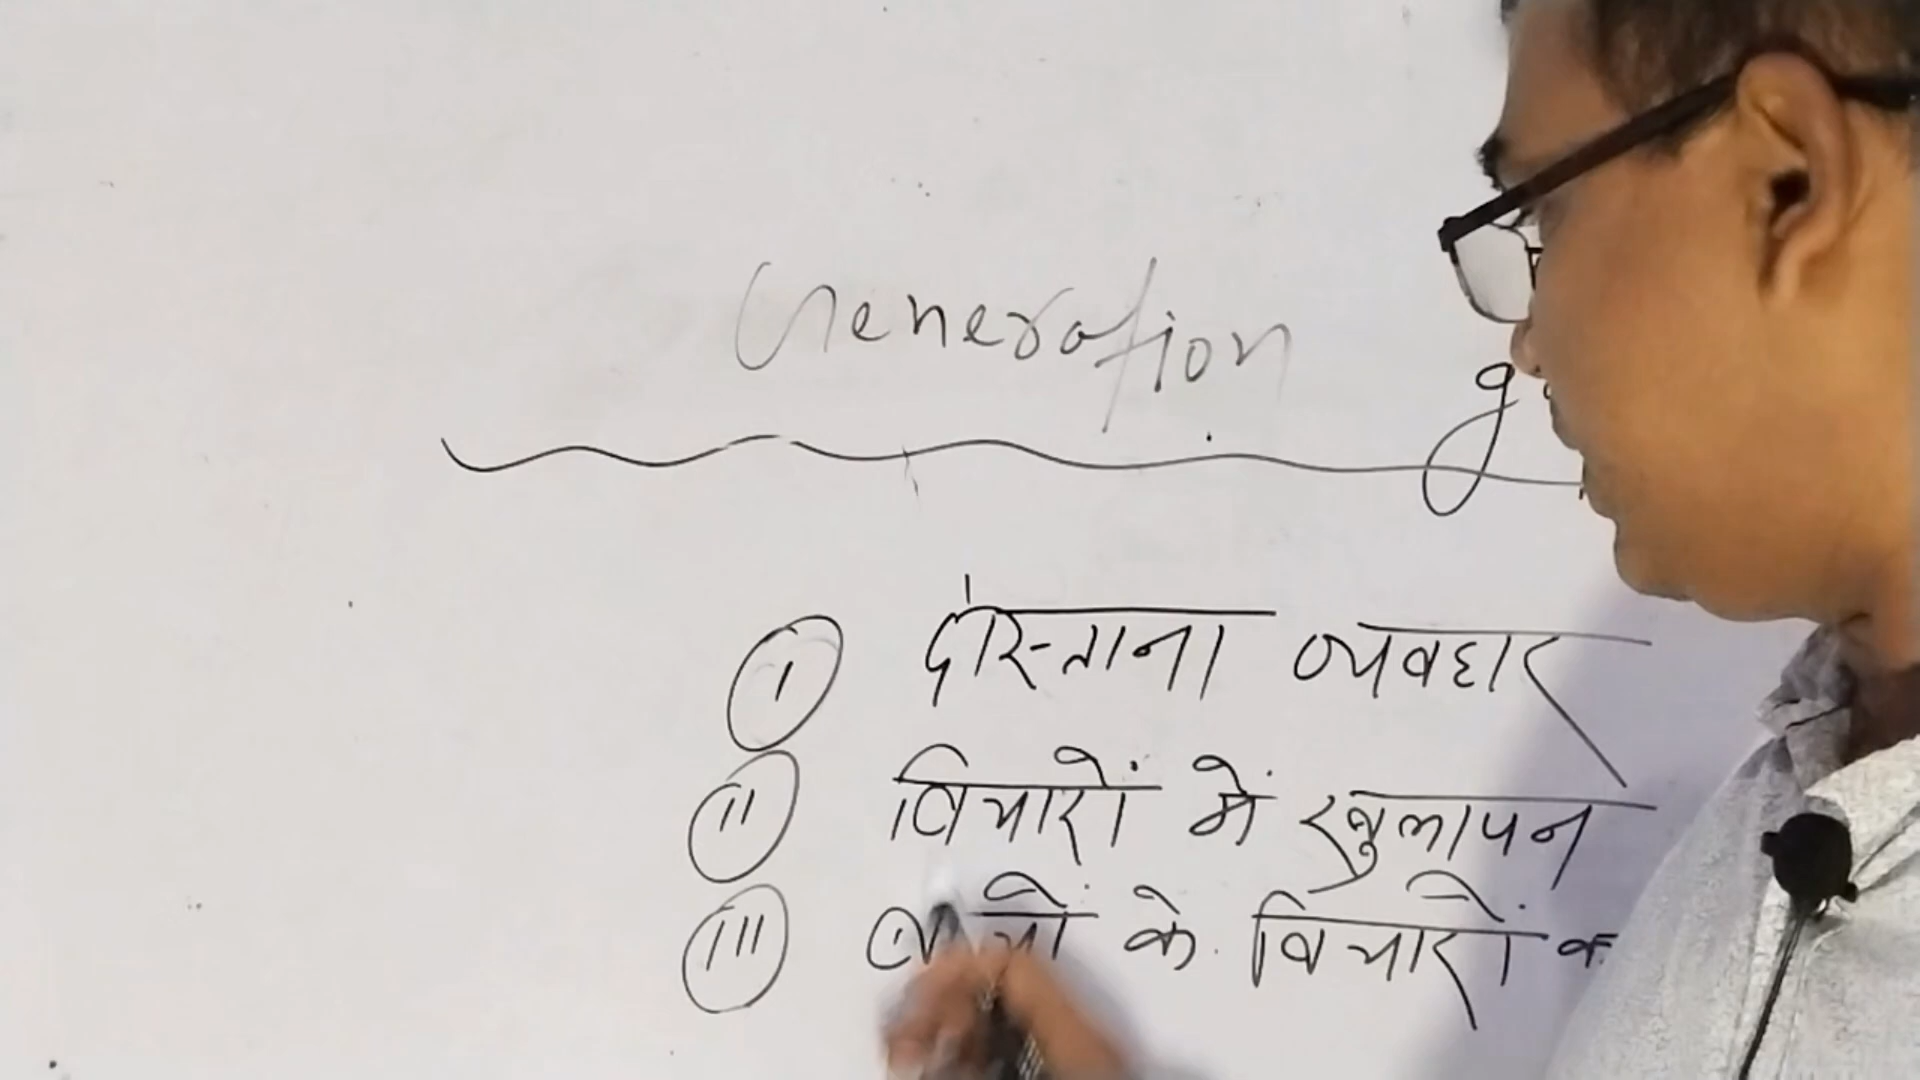 Generation
दोस्ताना व्यवहार
विचारों में खुलापन
के विचारों
I
II
III